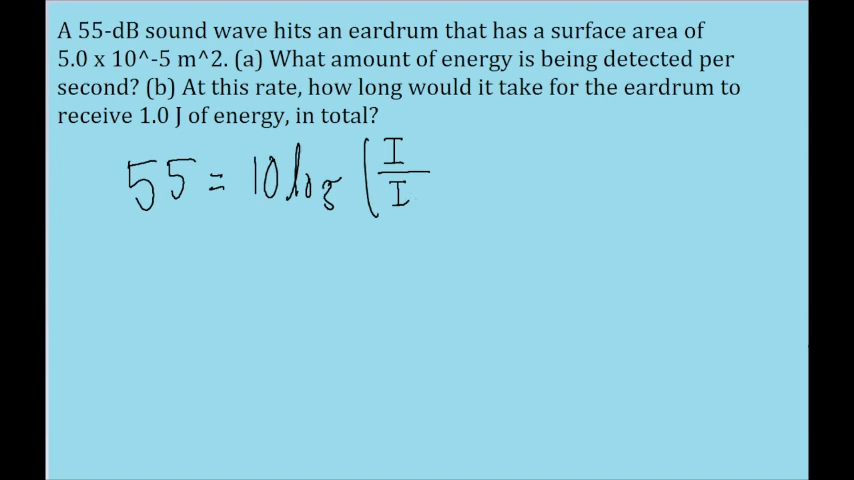 A 55-dB sound wave hits an eardrum that has a surface area of
5.0 x 10^-5 m^2. (a) What amount of energy is being detected per
second? (b) At this rate, how long would it take for the eardrum to
receive 1.0 J of energy, in total?
55 = 10 log (I/I